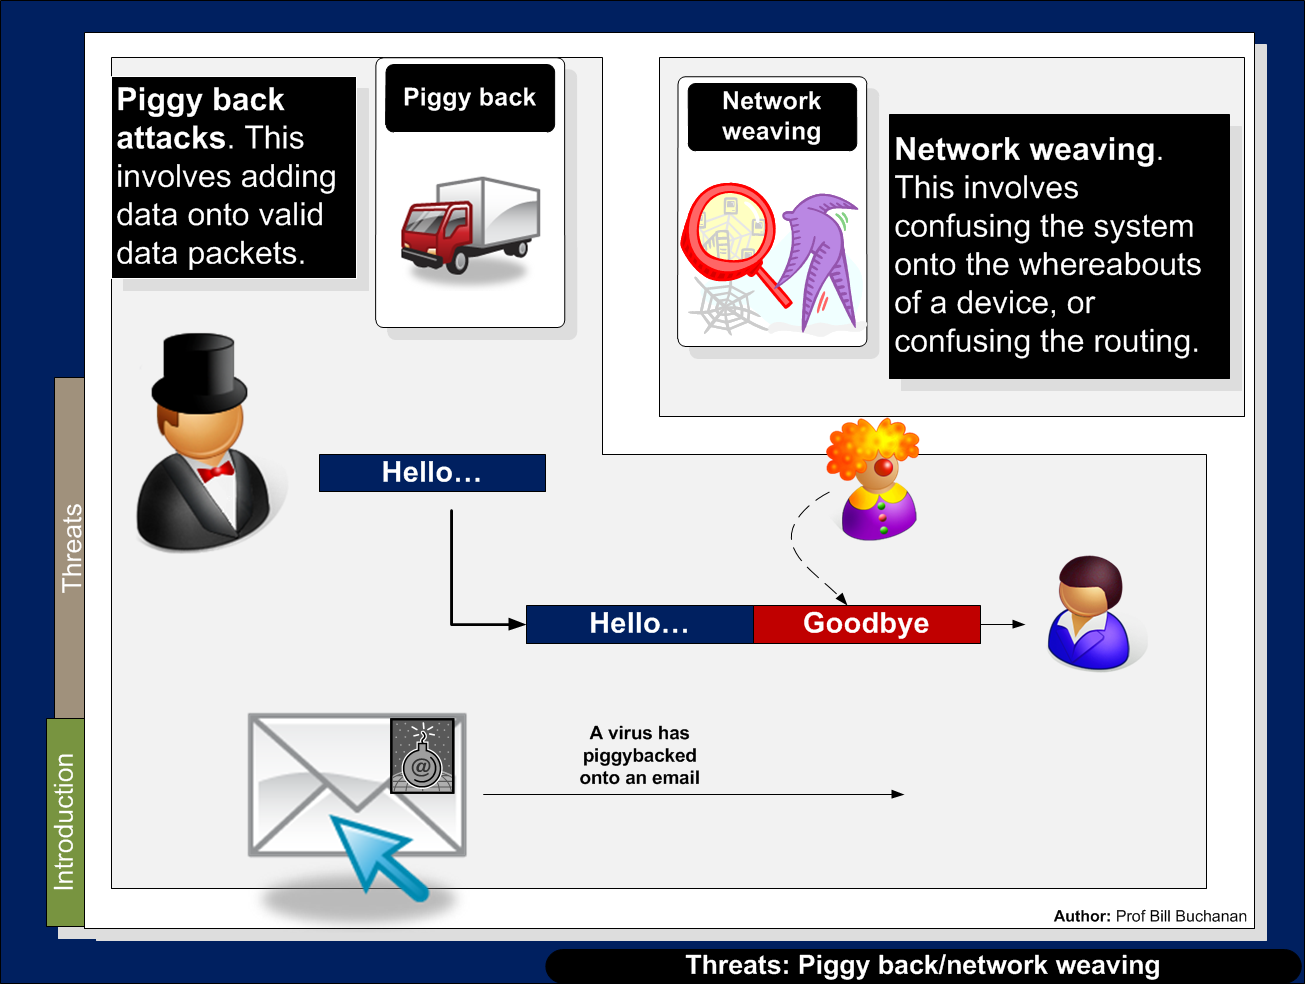 Piggy back
attacks. This
involves adding
data onto valid
data packets.
Piggy back
Network
weaving
Network weaving.
This involves
confusing the system
onto the whereabouts
of a device, or
confusing the routing.
Hello…
Hello…
Goodbye
@
A virus has
piggybacked
onto an email
Threats
Introduction
Author: Prof Bill Buchanan
Threats: Piggy back/network weaving